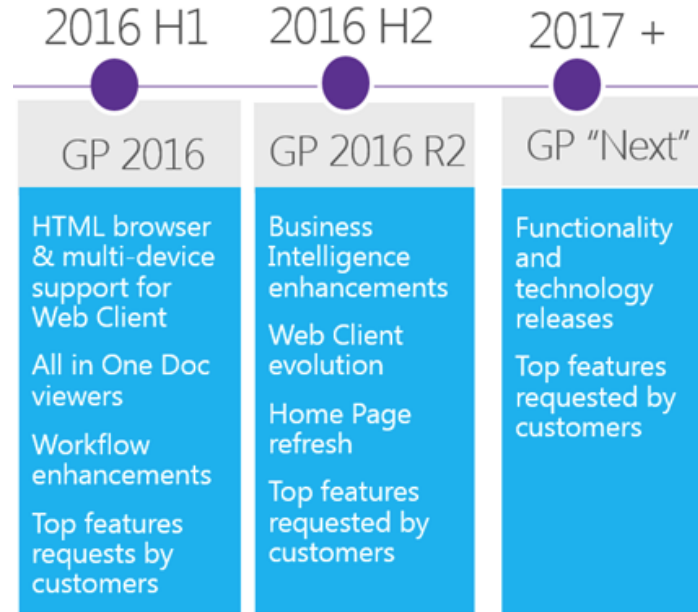 2016 H1
2016 H2
2017 +
GP 2016
HTML browser
& multi-device
support for
Web Client
All in One Doc
viewers
Workflow
enhancements
Top features
requests by
customers
GP 2016 R2
Business
Intelligence
enhancements
Web Client
evolution
Home Page
refresh
Top features
requested by
customers
GP “Next”
Functionality
and
technology
releases
Top features
requested by
customers